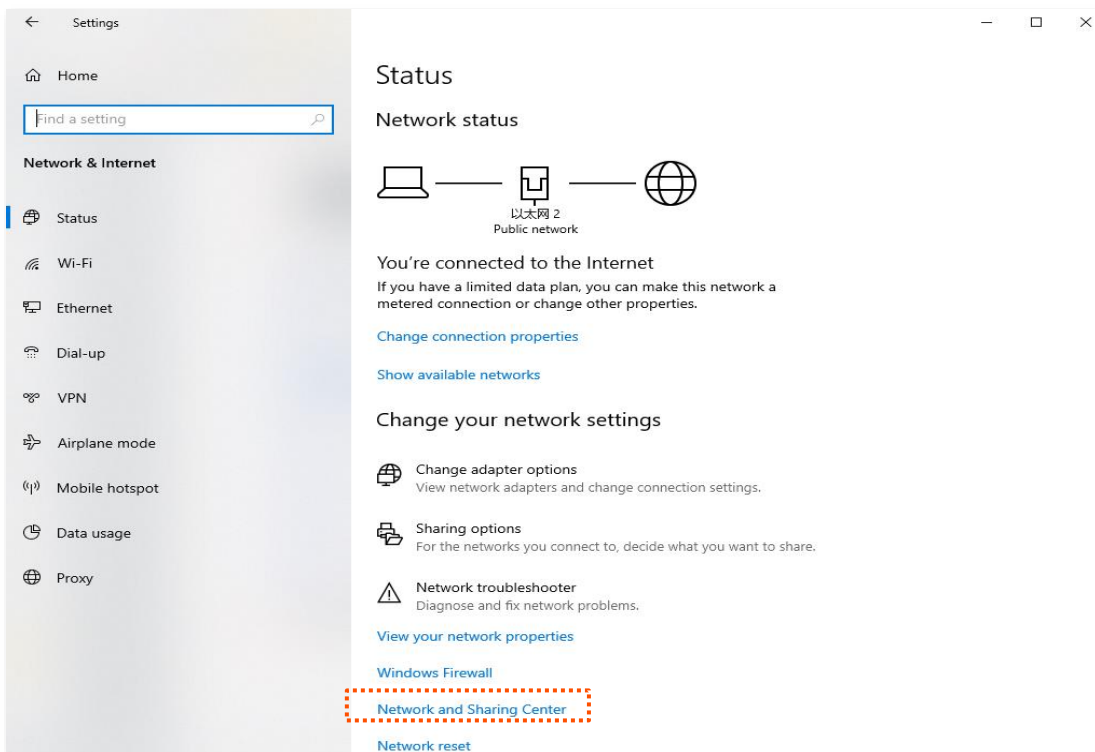 Settings
Home
Find a setting
Network & Internet
Status
Wi-Fi
Ethernet
Dial-up
VPN
Airplane mode
Mobile hotspot
Data usage
Proxy
Status
Network status
以太网 2
Public network
You're connected to the Internet
If you have a limited data plan, you can make this network a
metered connection or change other properties.
Change connection properties
Show available networks
Change your network settings
Change adapter options
View network adapters and change connection settings.
Sharing options
For the networks you connect to, decide what you want to share.
Network troubleshooter
Diagnose and fix network problems.
View your network properties
Windows Firewall
Network and Sharing Center
Network reset